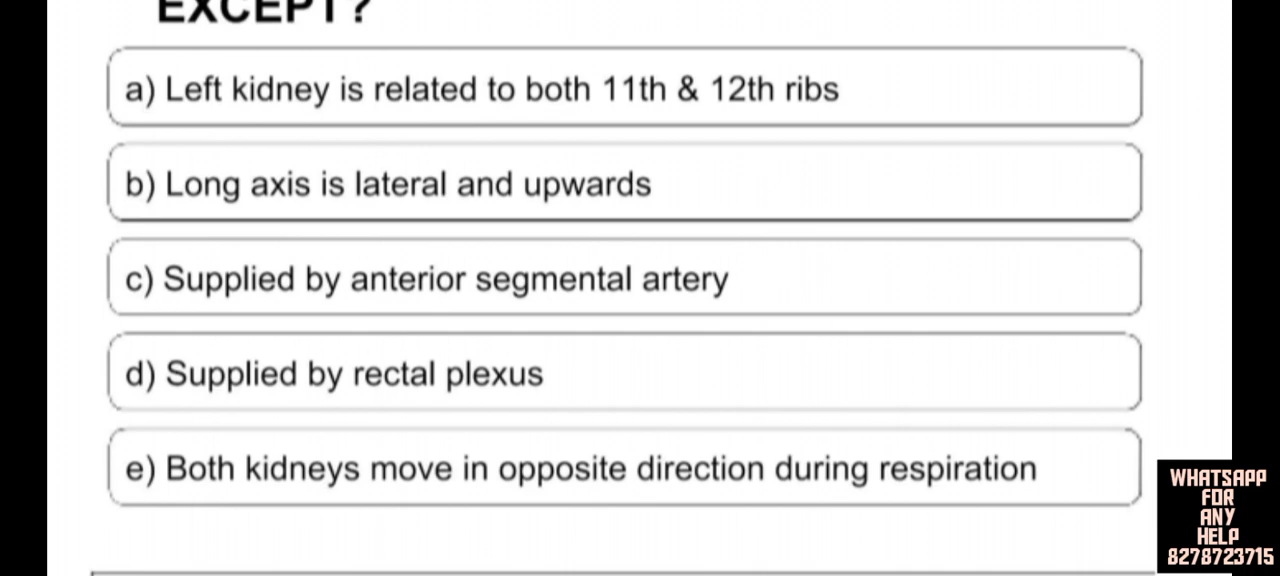 EXCEPT?
a) Left kidney is related to both 11th & 12th ribs
b) Long axis is lateral and upwards
c) Supplied by anterior segmental artery
d) Supplied by rectal plexus
e) Both kidneys move in opposite direction during respiration
WHATSAPP
FOR
ANY
HELP
8278723715